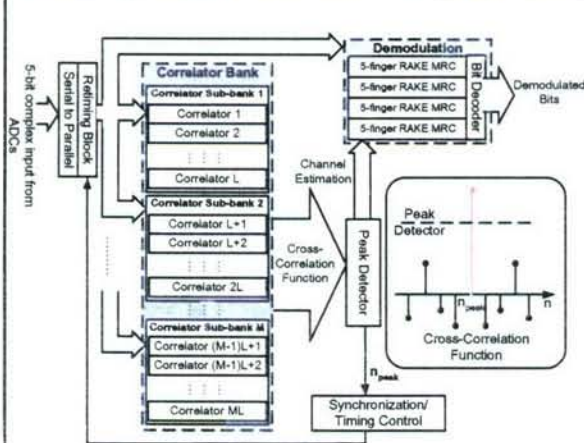 5-bit complex input from
ADCs
Retiming Block
Serial to Parallel
Correlator Bank
Correlator Sub-bank 1
Correlator 1
Correlator 2
Correlator L
Correlator Sub-bank 2
Correlator L+1
Correlator L+2
Correlator 2L
Correlator Sub-bank M
Correlator (M-1)L+1
Correlator (M-1)L+2
Correlator ML
Cross-
Correlation
Function
Channel
Estimation
Peak Detector
Demodulation
5-finger RAKE MRC
5-finger RAKE MRC
5-finger RAKE MRC
5-finger RAKE MRC
Bit Decoder
Demodulated
Bits
Peak
Detector
npeak
n
Cross-Correlation
Function
npeak
Synchronization/
Timing Control